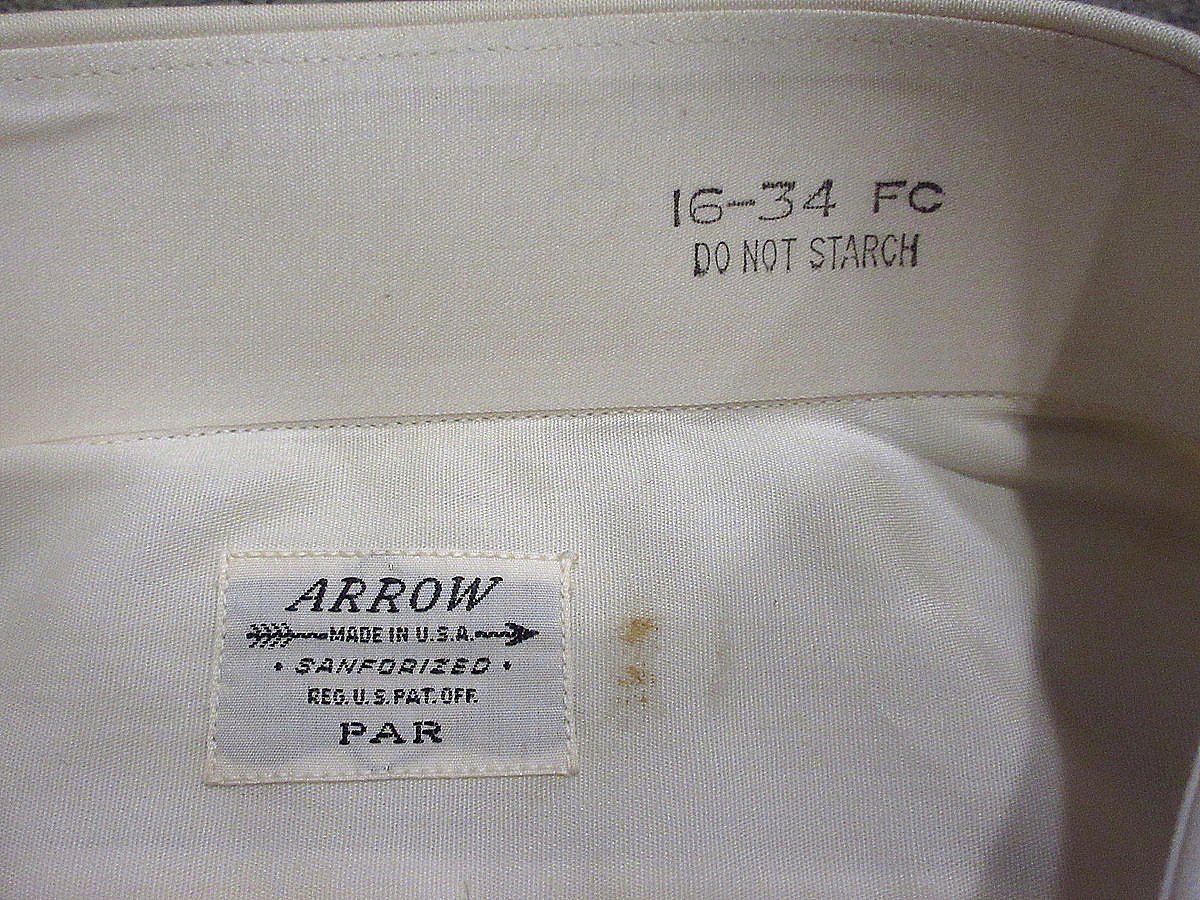 16-34 FC
DO NOT STARCH
ARROW
MADE IN U.S.A.
• SANFORIZED •
REG. U.S. PAT. OFF.
PAR